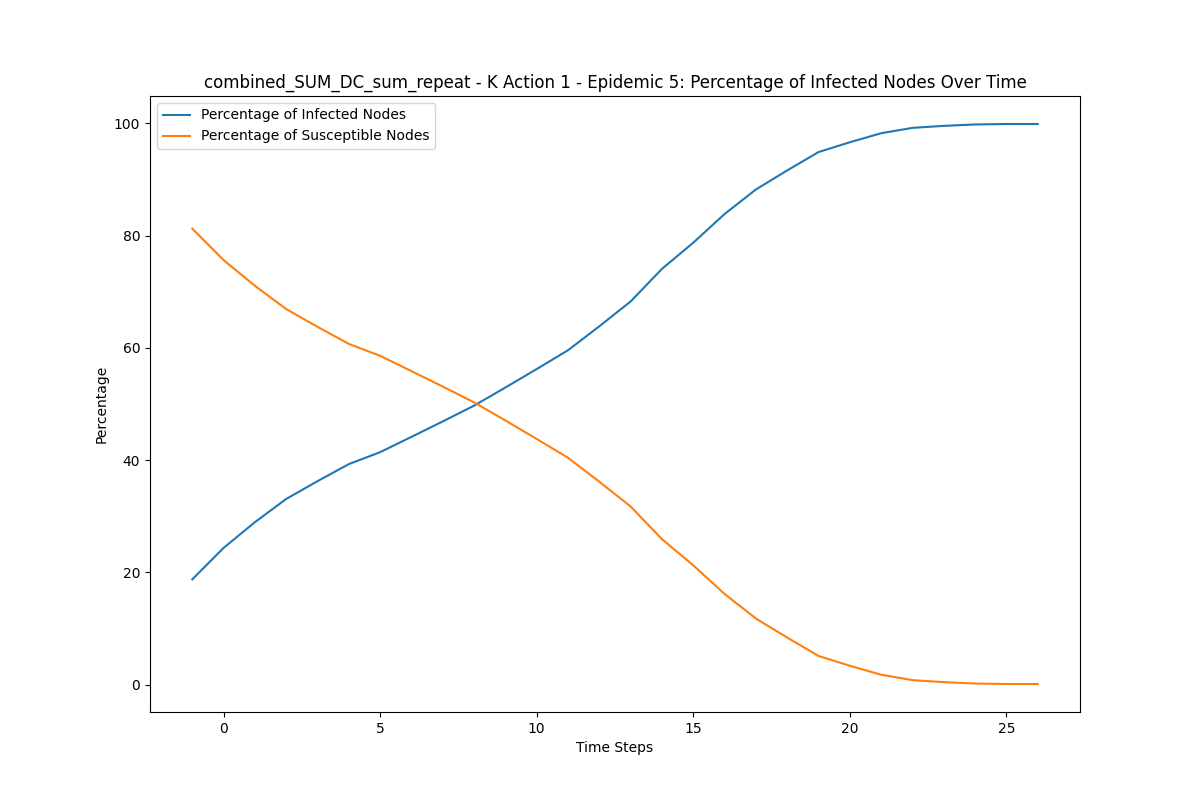 combined_SUM_DC_sum_repeat - K Action 1 - Epidemic 5: Percentage of Infected Nodes Over Time
Percentage of Infected Nodes
Percentage of Susceptible Nodes
100
80
60
40
20
0
Percentage
0 5 10 15 20 25
Time Steps